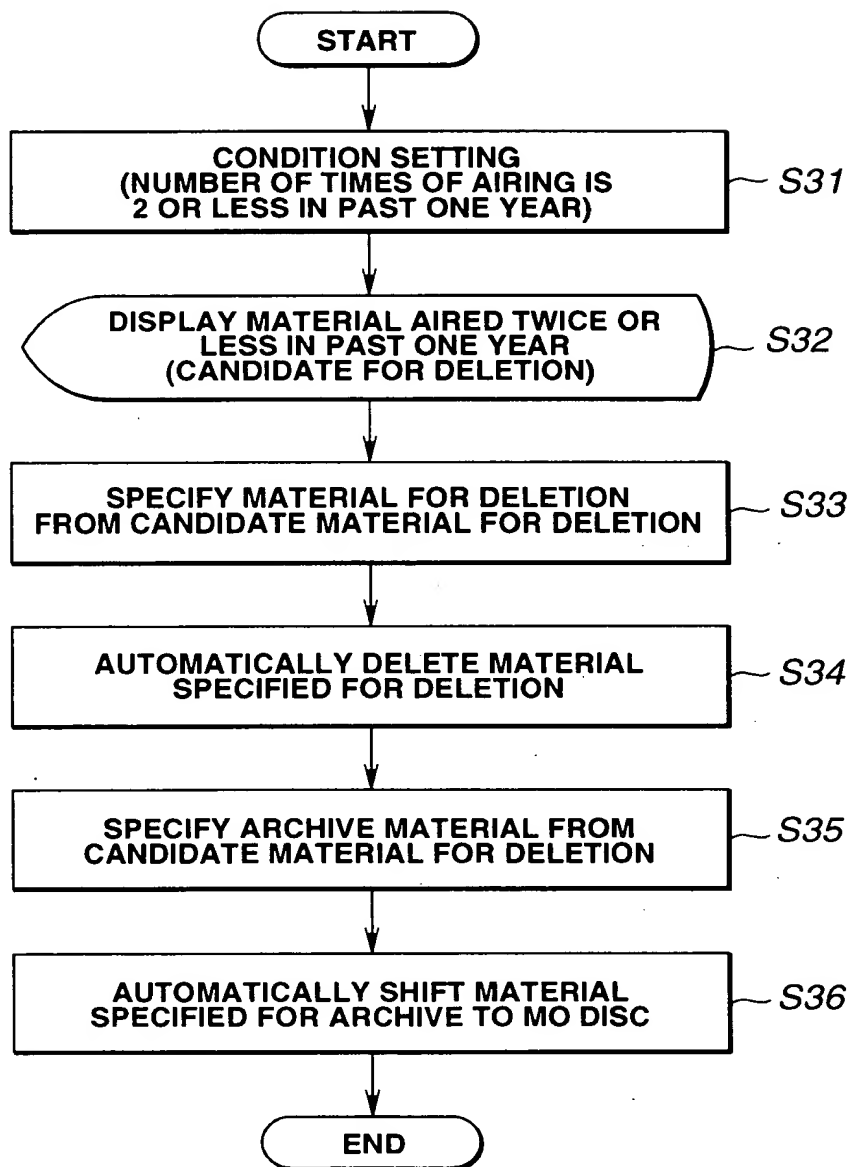 START
CONDITION SETTING
(NUMBER OF TIMES OF AIRING IS
2 OR LESS IN PAST ONE YEAR)
S31
DISPLAY MATERIAL AIRED TWICE OR
LESS IN PAST ONE YEAR
(CANDIDATE FOR DELETION)
S32
SPECIFY MATERIAL FOR DELETION
FROM CANDIDATE MATERIAL FOR DELETION
S33
AUTOMATICALLY DELETE MATERIAL
SPECIFIED FOR DELETION
S34
SPECIFY ARCHIVE MATERIAL FROM
CANDIDATE MATERIAL FOR DELETION
S35
AUTOMATICALLY SHIFT MATERIAL
SPECIFIED FOR ARCHIVE TO MO DISC
S36
END